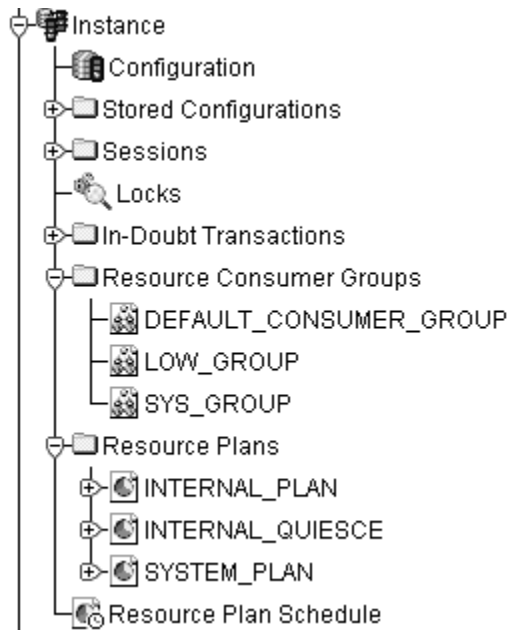 Instance
Configuration
Stored Configurations
Sessions
Locks
In-Doubt Transactions
Resource Consumer Groups
DEFAULT_CONSUMER_GROUP
LOW_GROUP
SYS_GROUP
Resource Plans
INTERNAL_PLAN
INTERNAL_QUIESCE
SYSTEM_PLAN
Resource Plan Schedule